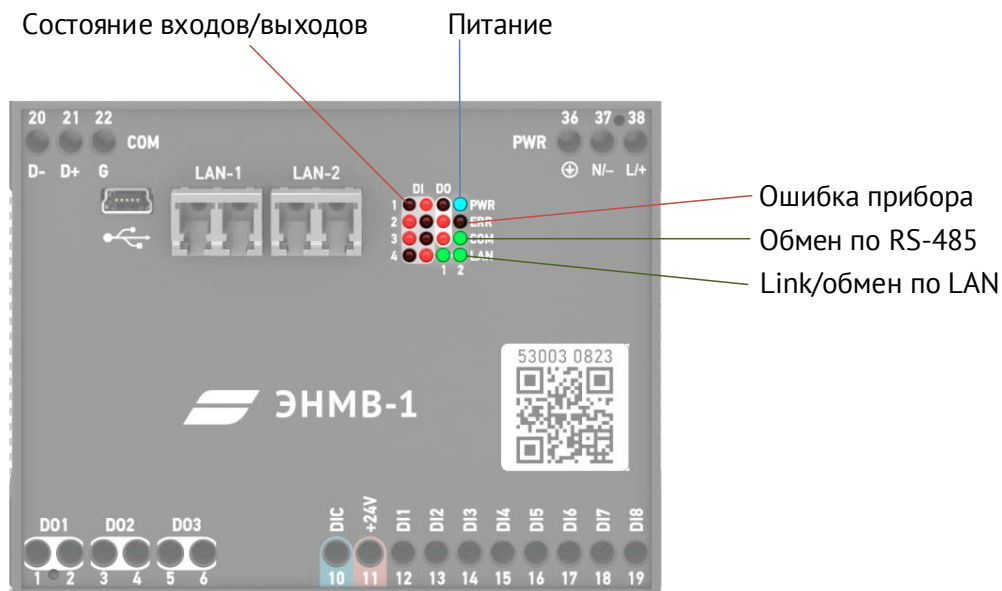 Состояние входов/выходов Питание
20 21 22 COM
D- D+ G
PWR 36 37 38
N/– L/+
LAN-1 LAN-2
DI DO
1 PWR
2 ERR
3 COM
4 LAN
1 2
Ошибка прибора
Обмен по RS-485
Link/обмен по LAN
53003 0823
ЭНМВ-1
DO1 DO2 DO3
1 2 3 4 5 6
DIC +24V DI1 DI2 DI3 DI4 DI5 DI6 DI7 DI8
10 11 12 13 14 15 16 17 18 19